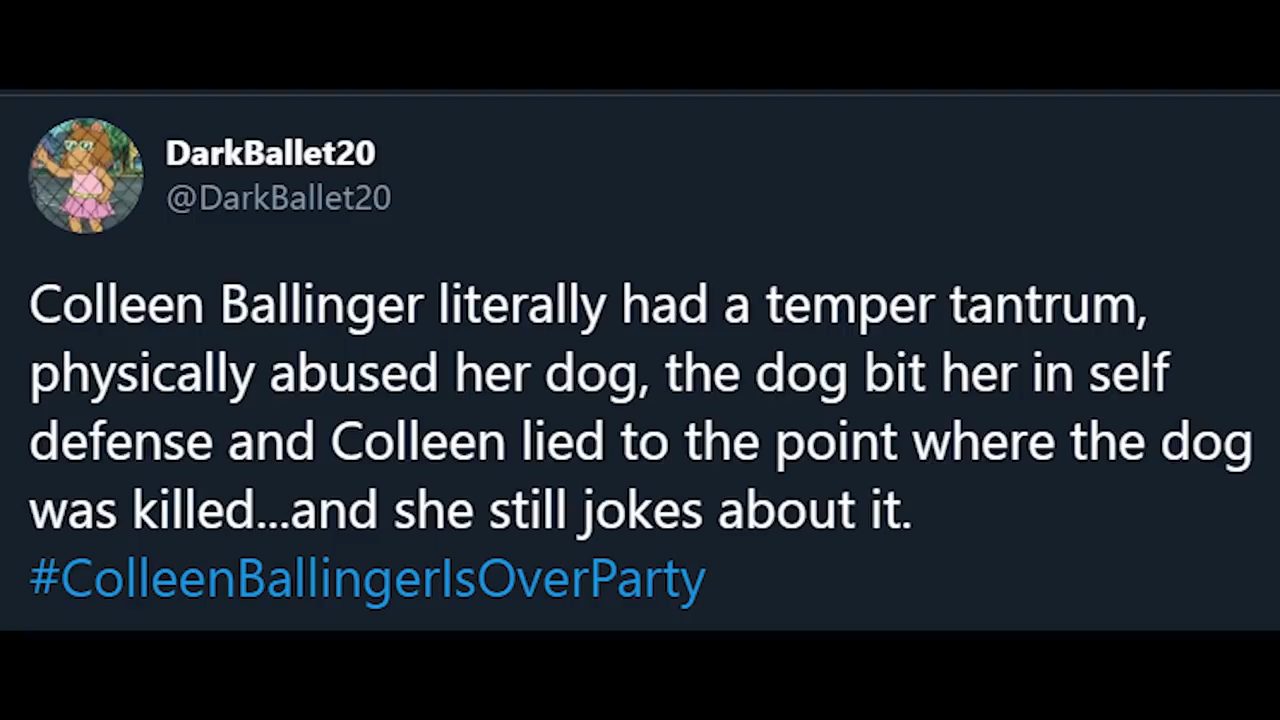 DarkBallet20
@DarkBallet20
Colleen Ballinger literally had a temper tantrum,
physically abused her dog, the dog bit her in self
defense and Colleen lied to the point where the dog
was killed...and she still jokes about it.
#ColleenBallingerIsOverParty